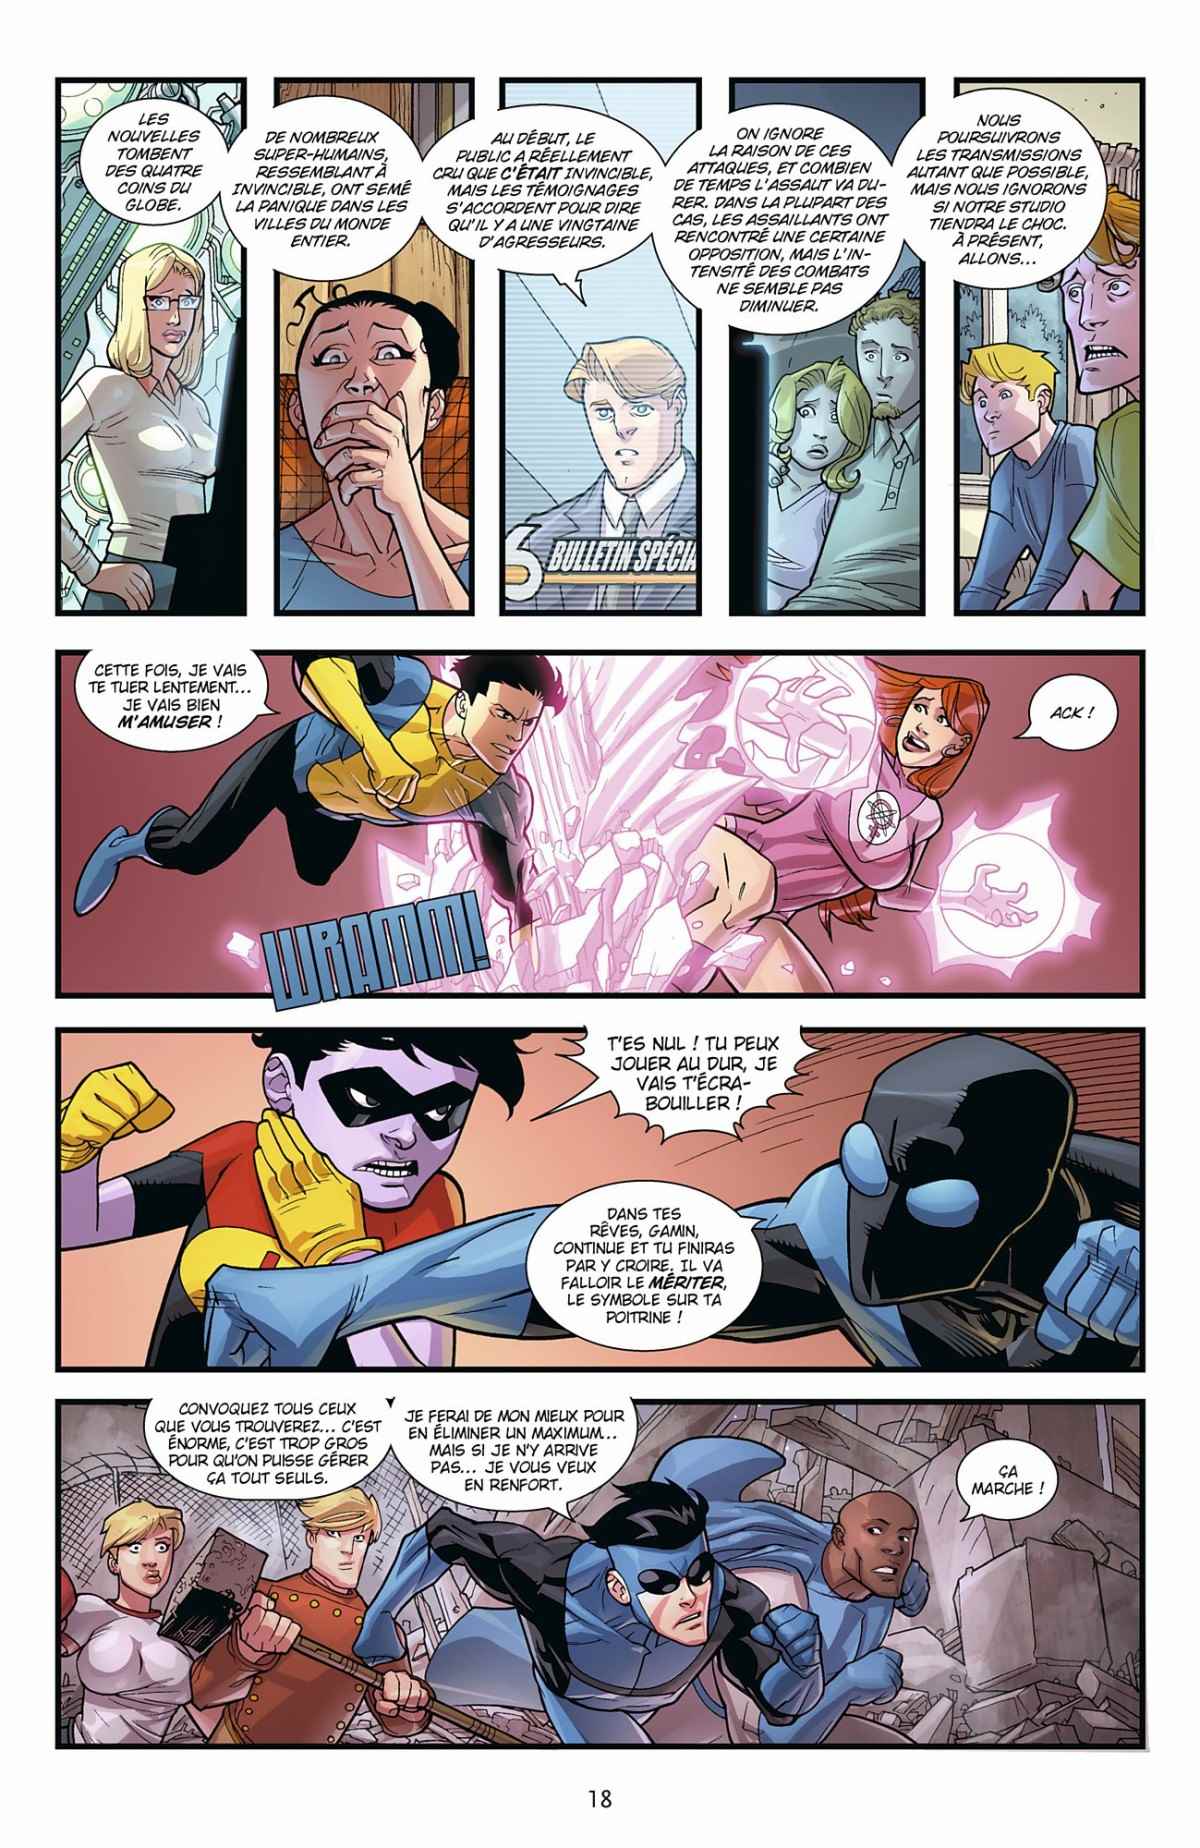 LES
NOUVELLES
TOMBENT
DES QUATRE
COINS DU
GLOBE.
DE NOMBREUX
SUPER-HUMAINS,
RESSEMBLANT À
INVINCIBLE, ONT SEMÉ
LA PANIQUE DANS LES
VILLES DU MONDE
ENTIER.
AU DÉBUT, LE
PUBLIC A RÉELLEMENT
CRU QUE C'ÉTAIT INVINCIBLE,
MAIS LES TÉMOIGNAGES
S'ACCORDENT POUR DIRE
QU'IL Y A UNE VINGTAINE
D'AGRESSEURS.
6 BULLETIN SPÉCIA
ON IGNORE
LA RAISON DE CES
ATTAQUES, ET COMBIEN
DE TEMPS L'ASSAUT VA DU-
RER. DANS LA PLUPART DES
CAS, LES ASSAILLANTS ONT
RENCONTRÉ UNE CERTAINE
OPPOSITION, MAIS L'IN-
TENSITÉ DES COMBATS
NE SEMBLE PAS
DIMINUER.
NOUS
POURSUIVRONS
LES TRANSMISSIONS
AUTANT QUE POSSIBLE,
MAIS NOUS IGNORONS
SI NOTRE STUDIO
TIENDRA LE CHOC.
À PRÉSENT,
ALLONS...
CETTE FOIS, JE VAIS
TE TUER LENTEMENT...
JE VAIS BIEN
M'AMUSER !
WRAMM!
ACK !
T'ES NUL ! TU PEUX
JOUER AU DUR, JE
VAIS T'ÉCRA-
BOUILLER !
DANS TES
RÊVES, GAMIN,
CONTINUE ET TU FINIRAS
PAR Y CROIRE. IL VA
FALLOIR LE MÉRITER,
LE SYMBOLE SUR TA
POITRINE !
CONVOQUEZ TOUS CEUX
QUE VOUS TROUVEREZ... C'EST
ÉNORME, C'EST TROP GROS
POUR QU'ON PUISSE GÉRER
ÇA TOUT SEULS.
JE FERAI DE MON MIEUX POUR
EN ÉLIMINER UN MAXIMUM...
MAIS SI JE N'Y ARRIVE
PAS... JE VOUS VEUX
EN RENFORT.
ÇA
MARCHE !
18